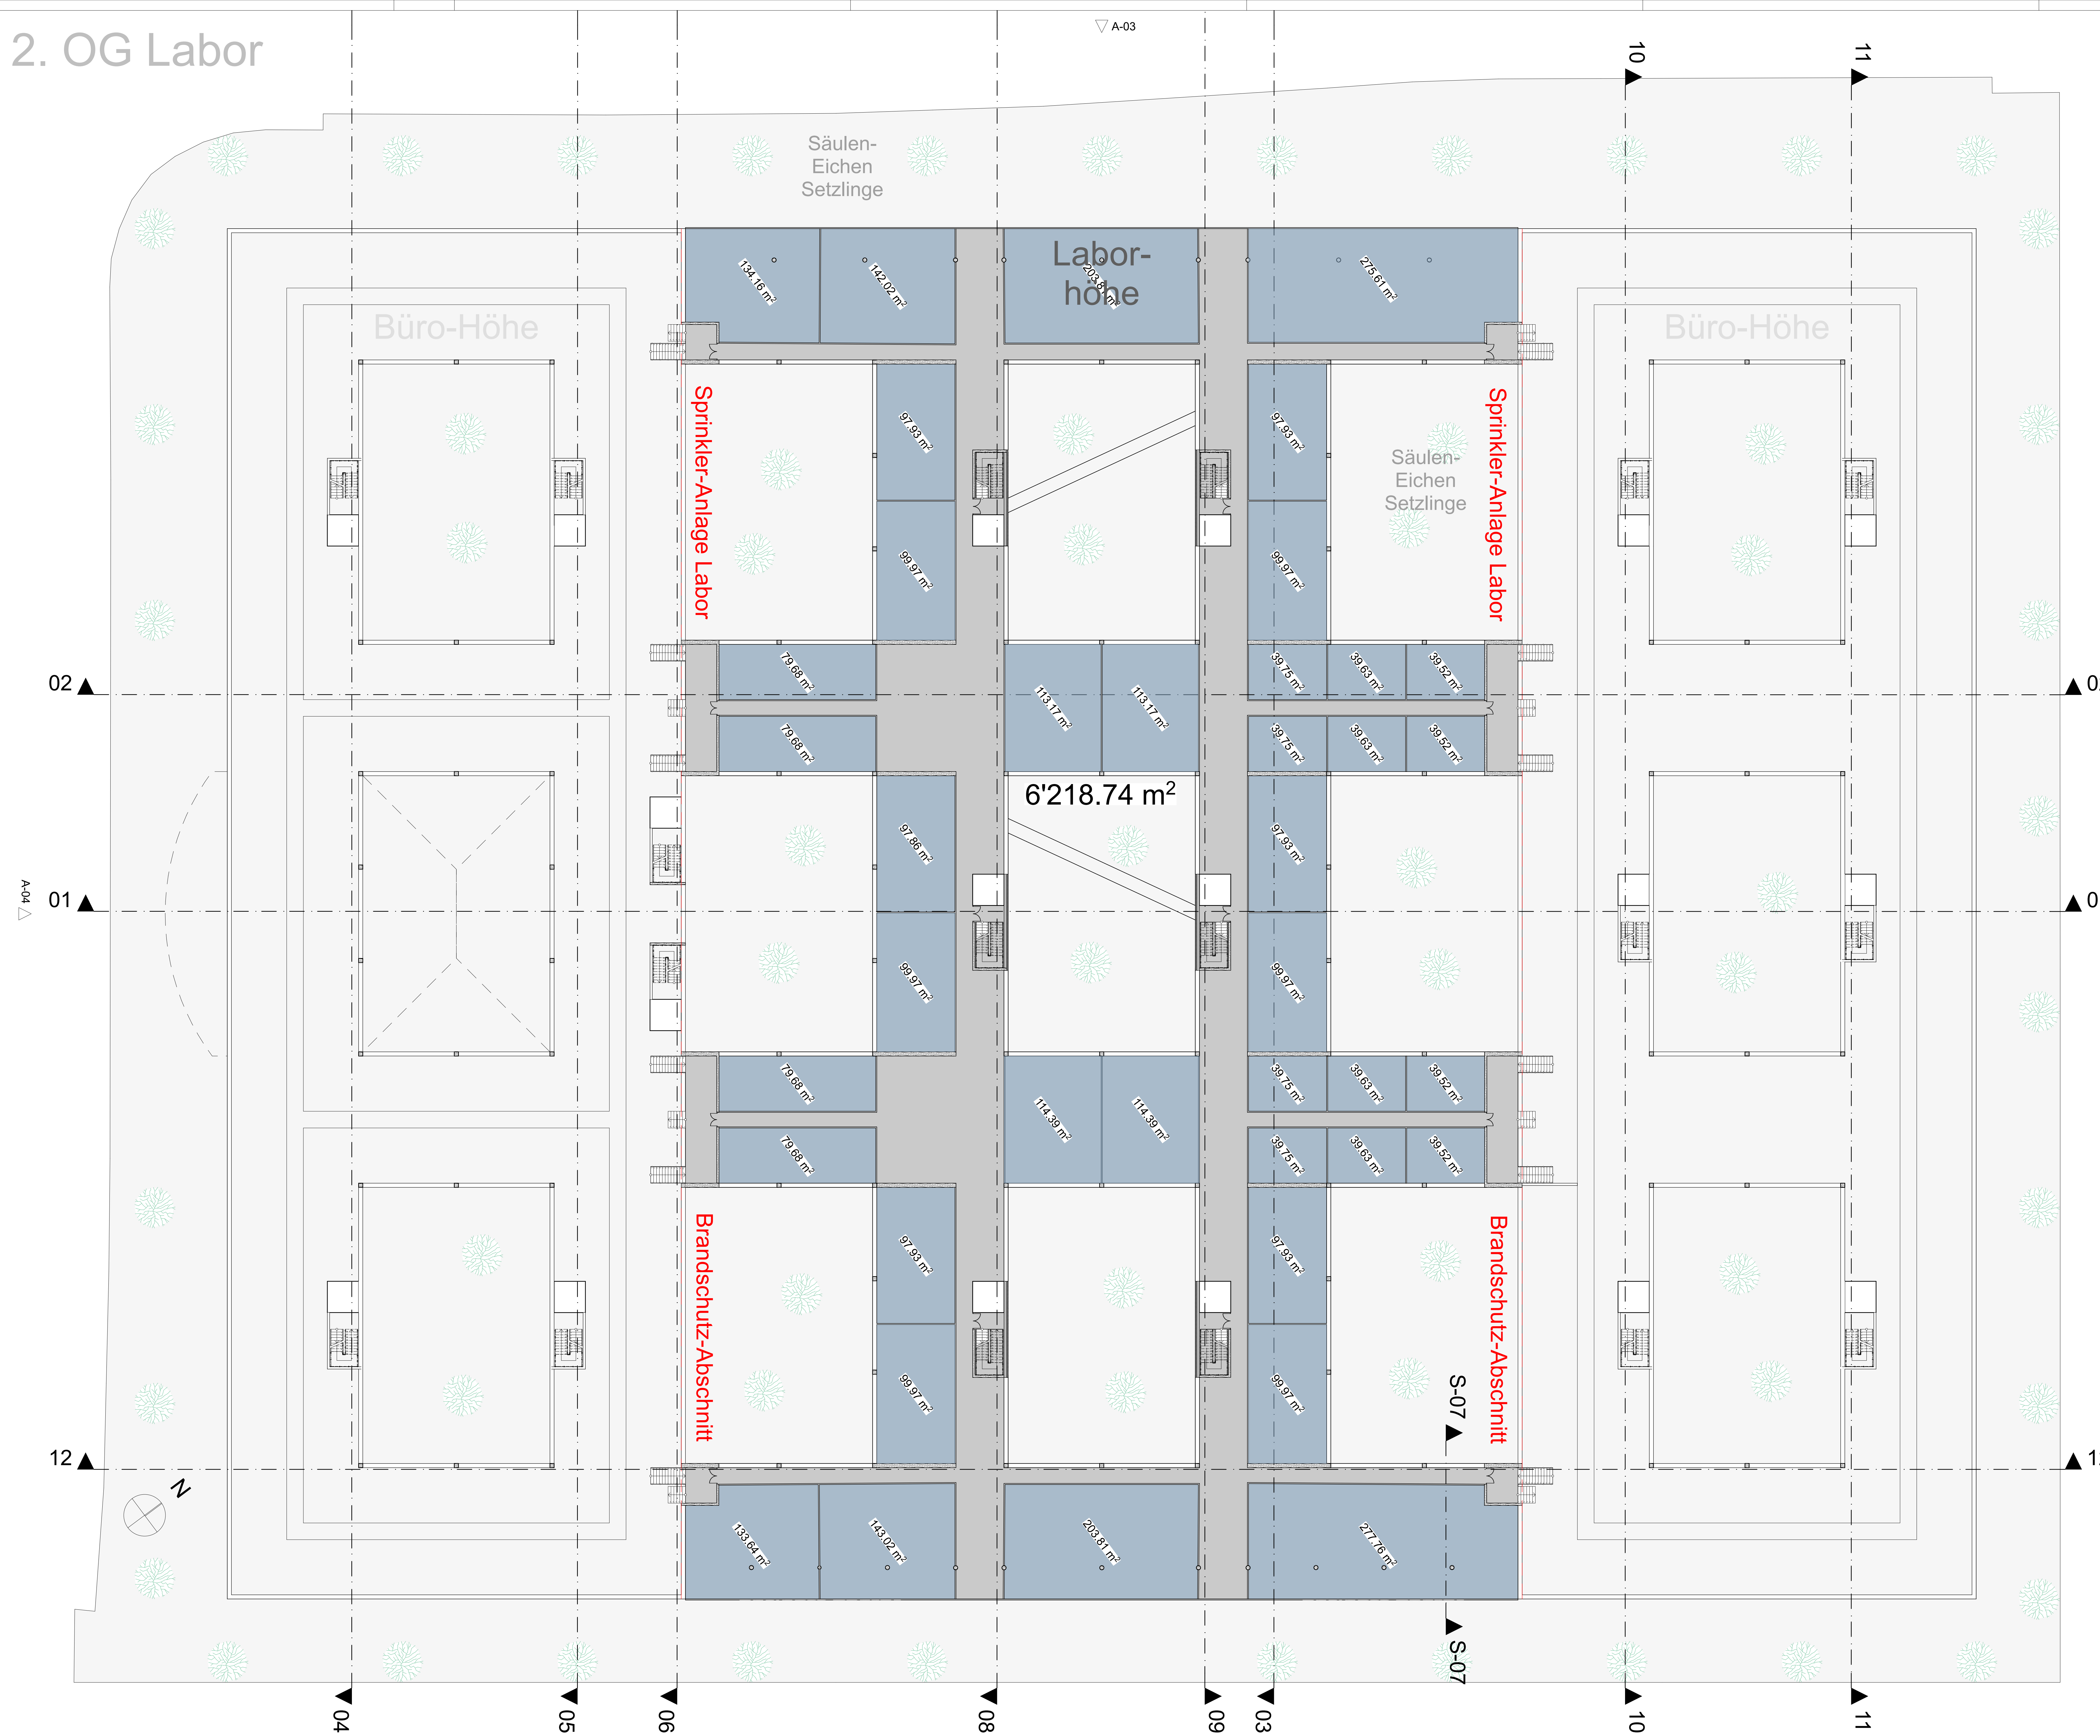 2. OG Labor
A-03
10
11
Säulen-
Eichen
Setzlinge
Labor-
höhe
134.16 m²
142.02 m²
203.81 m²
275.61 m²
Büro-Höhe
Büro-Höhe
Sprinkler-Anlage Labor
97.93 m²
97.93 m²
Säulen-
Eichen
Setzlinge
Sprinkler-Anlage Labor
99.97 m²
99.97 m²
79.68 m²
39.75 m²
39.63 m²
39.52 m²
02
113.17 m²
113.17 m²
79.68 m²
39.75 m²
39.63 m²
39.52 m²
6'218.74 m²
97.86 m²
97.93 m²
A-04
01
99.97 m²
99.97 m²
79.68 m²
39.75 m²
39.63 m²
39.52 m²
114.39 m²
114.39 m²
79.68 m²
39.75 m²
39.63 m²
39.52 m²
Brandschutz-Abschnitt
97.93 m²
97.93 m²
Brandschutz-Abschnitt
99.97 m²
99.97 m²
S-07
12
N
133.64 m²
143.02 m²
203.81 m²
277.76 m²
S-07
04
05
06
08
09
03
10
11